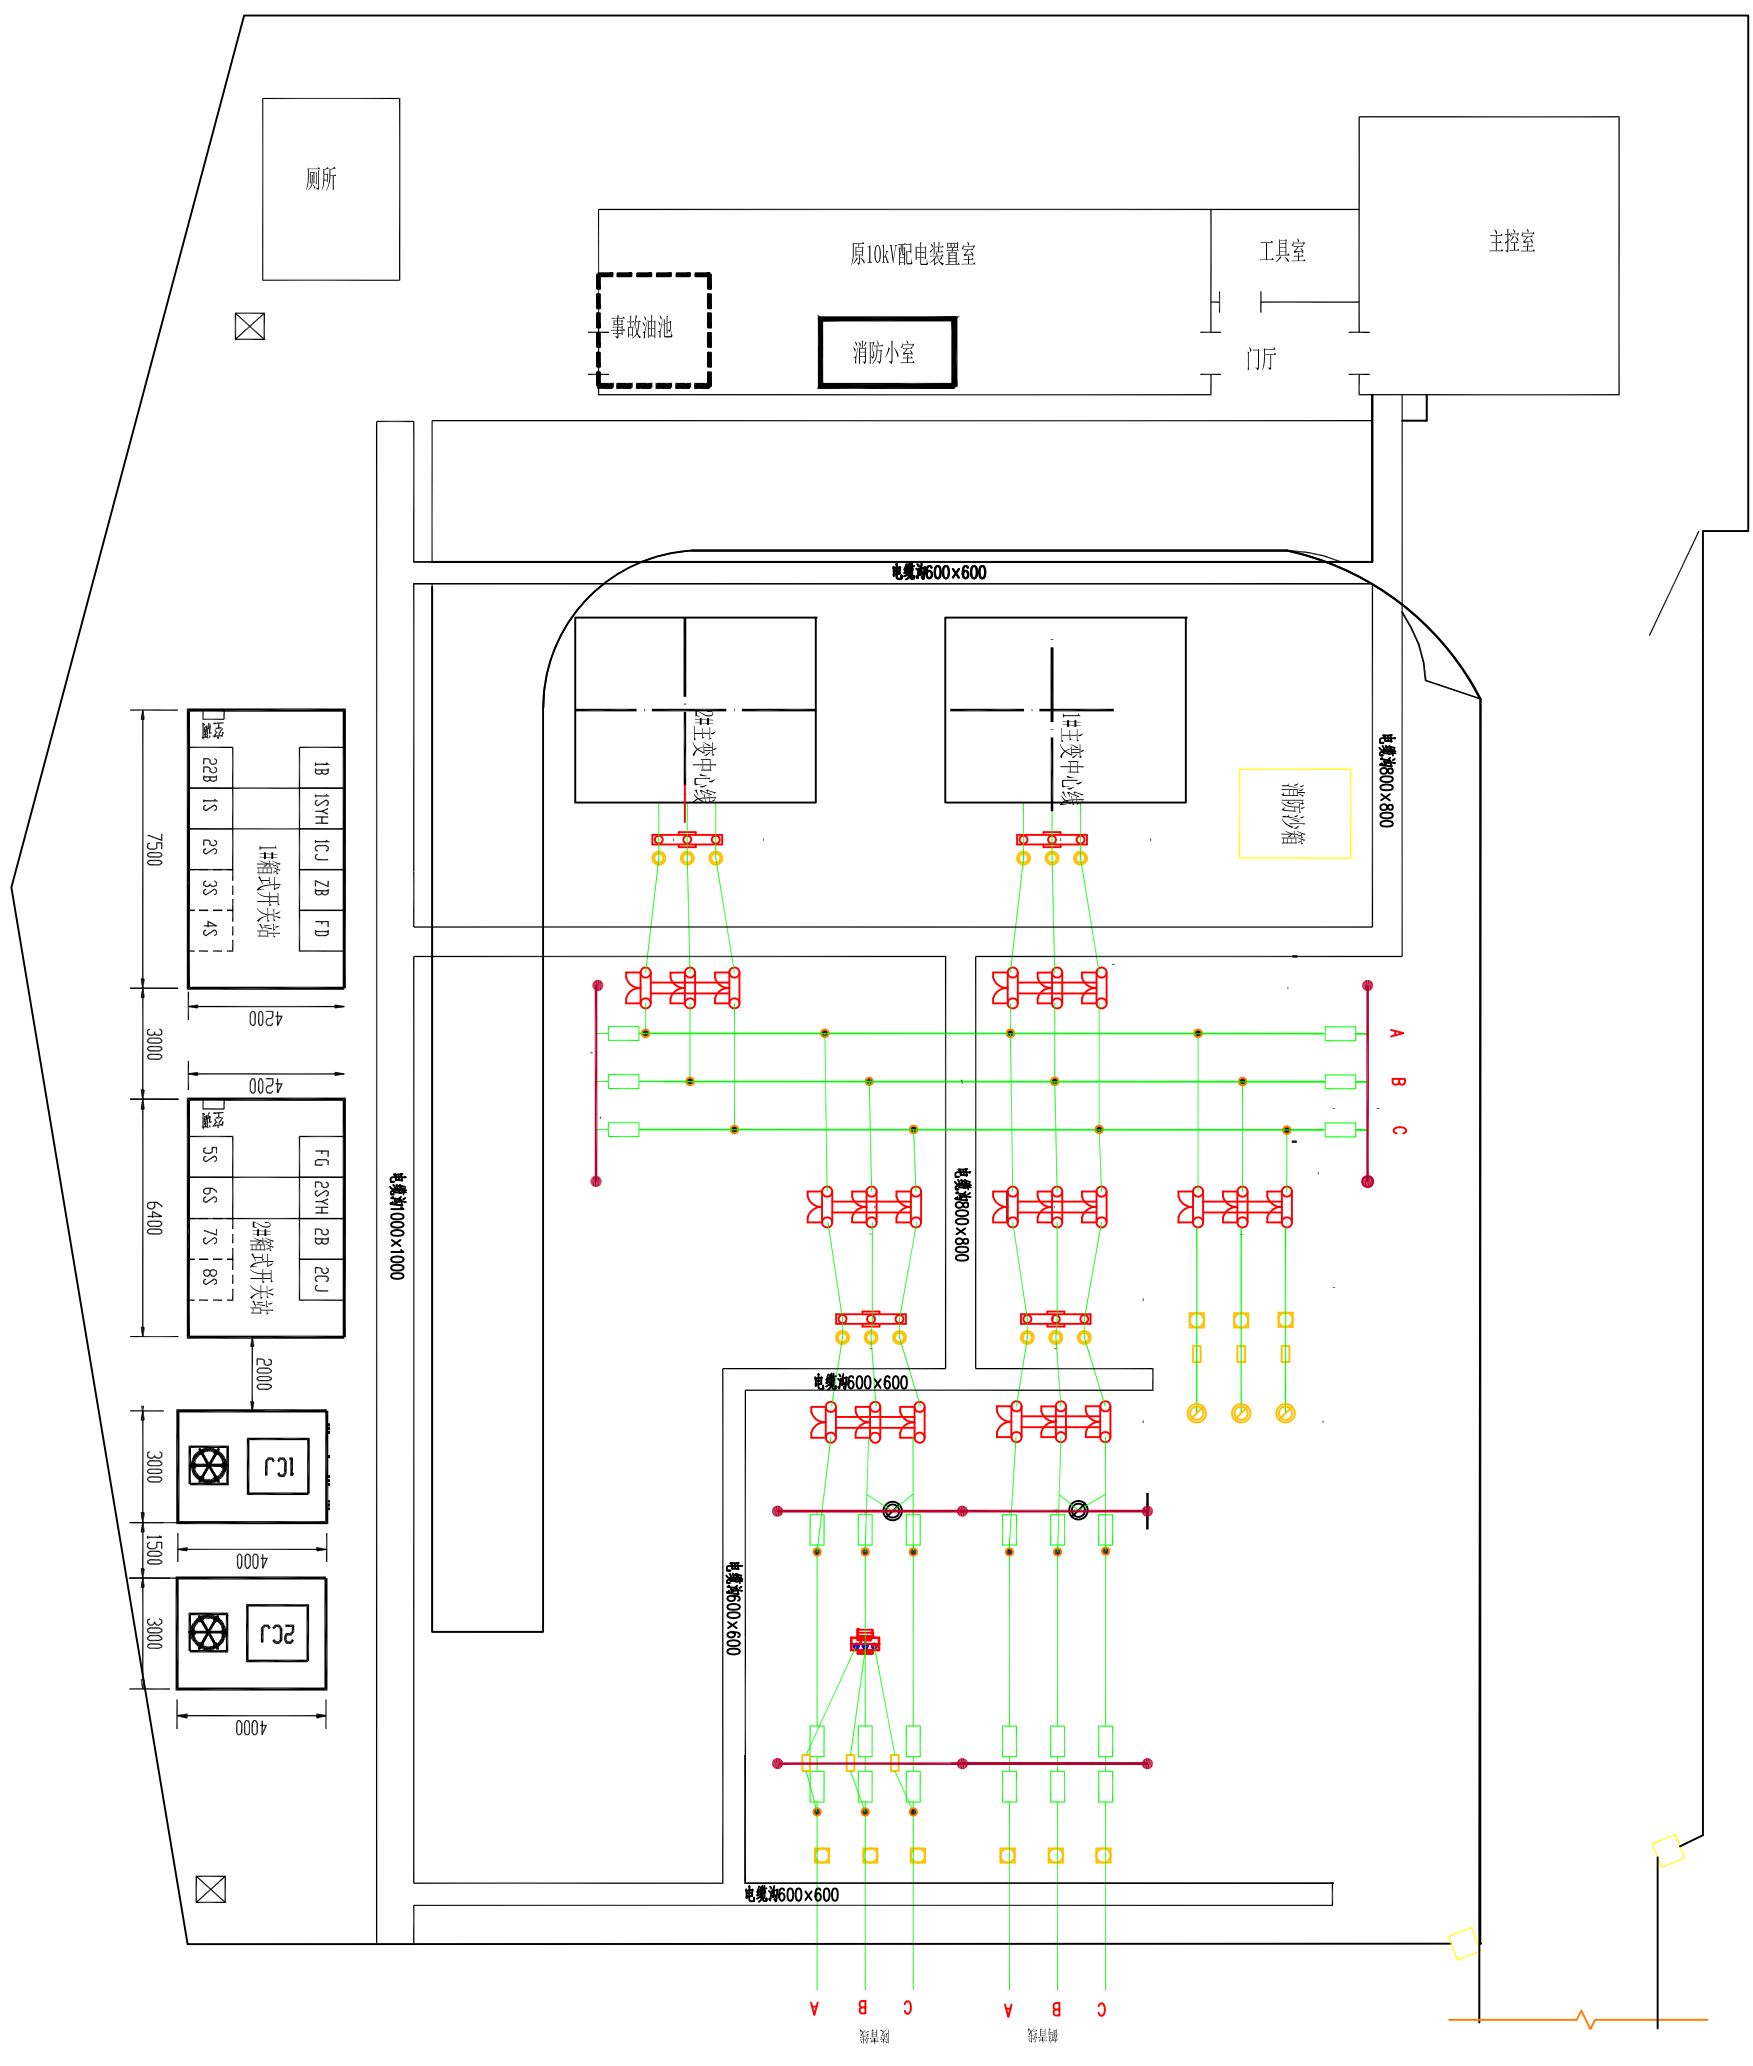 厕所
原10kV配电装置室
工具室
主控室
事故油池
消防小室
门厅
电缆沟600×600
2#主变中心线
1#主变中心线
电缆沟800×800
消防沙箱
空调
22B
1S
2S
3S
4S
1B
1SYH
1CJ
ZB
FD
1#箱式开关站
7500
4200
3000
4200
A
B
C
空调
5S
6S
7S
8S
FG
2SYH
2B
2CJ
2#箱式开关站
6400
电缆沟1000×1000
电缆沟800×800
2000
电缆沟600×600
1CJ
3000
4000
1500
2CJ
3000
4000
电缆沟600×600
电缆沟600×600
A
B
C
A
B
C